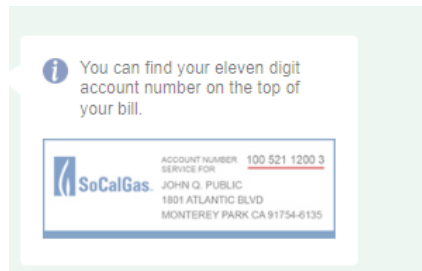 You can find your eleven digit
account number on the top of
your bill.
SoCalGas.
ACCOUNT NUMBER 100 521 1200 3
SERVICE FOR
JOHN Q. PUBLIC
1801 ATLANTIC BLVD
MONTEREY PARK CA 91754-6135